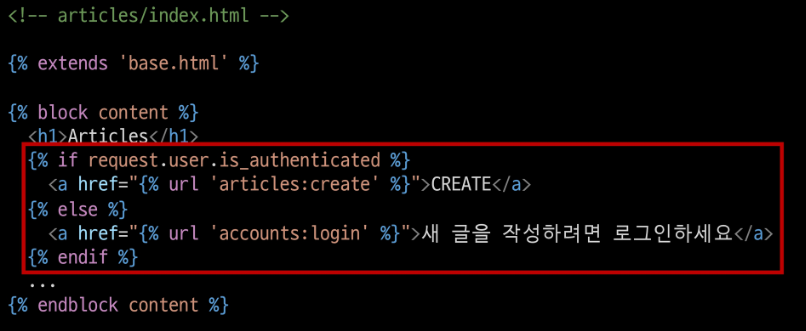 <!-- articles/index.html -->
{% extends 'base.html' %}
{% block content %}
<h1>Articles</h1>
{% if request.user.is_authenticated %}
<a href="{% url 'articles:create' %}">CREATE</a>
{% else %}
<a href="{% url 'accounts:login' %}">새 글을 작성하려면 로그인하세요</a>
{% endif %}
...
{% endblock content %}